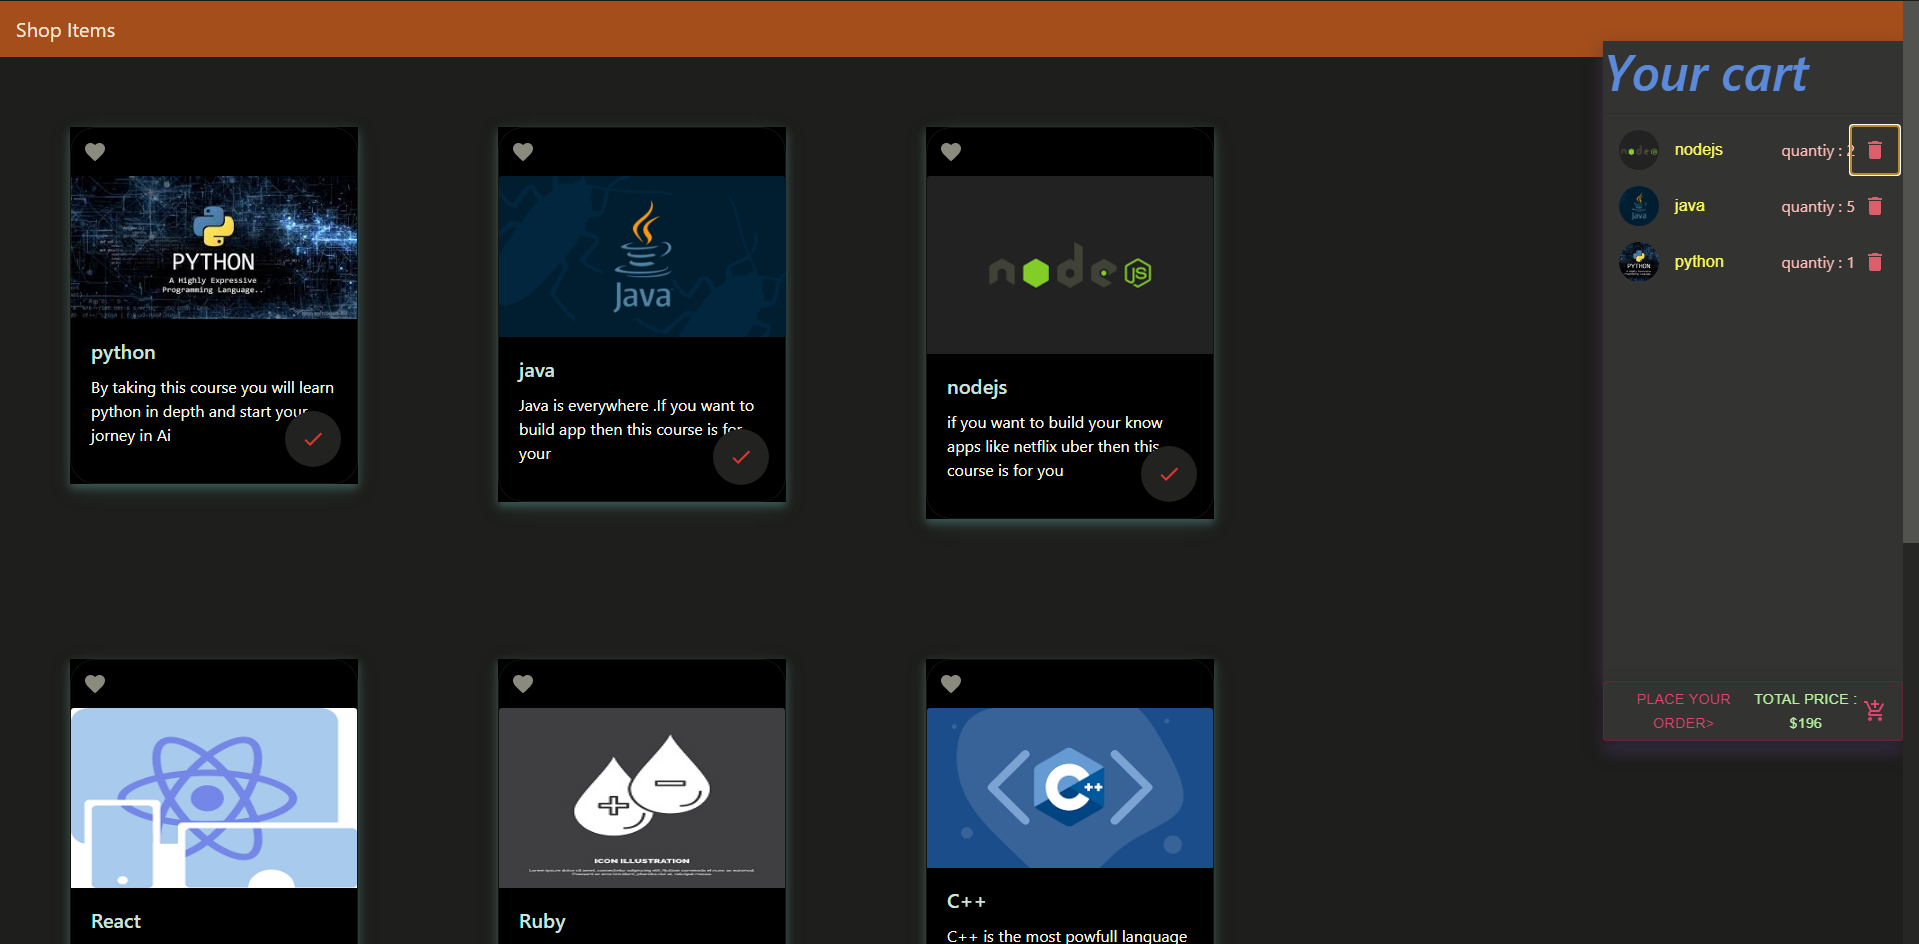 Shop Items
Your cart
nodejs
quantiy : 2
java
quantiy : 5
python
quantiy : 1
PLACE YOUR
ORDER>
TOTAL PRICE :
$196
PYTHON
A Highly Expressive
Programming Language..
python
By taking this course you will learn
python in depth and start your
jorney in Ai
Java
java
Java is everywhere .If you want to
build app then this course is for
your
node JS
nodejs
if you want to build your know
apps like netflix uber then this
course is for you
React
ICON ILLUSTRATION
Ruby
C++
C++
C++ is the most powfull language